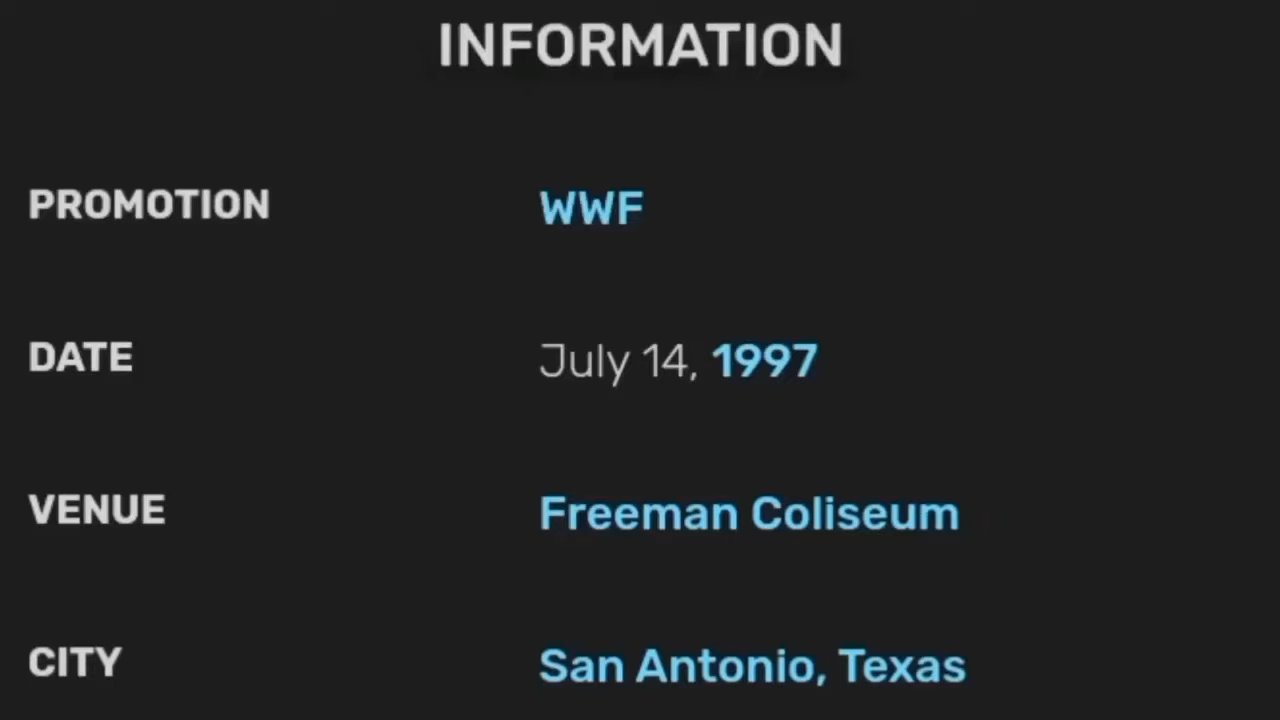 INFORMATION
PROMOTION WWF
DATE July 14, 1997
VENUE Freeman Coliseum
CITY San Antonio, Texas